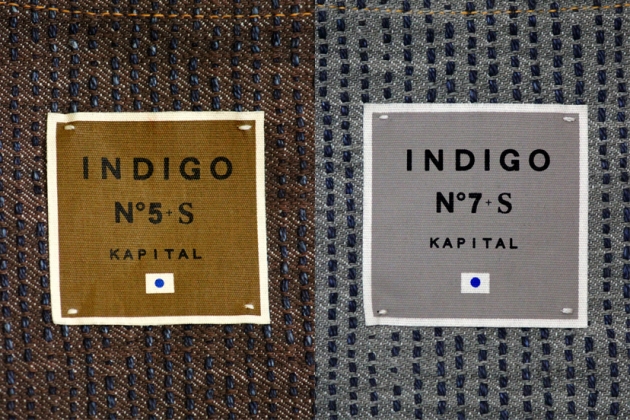 INDIGO
N°5+S
KAPITAL
INDIGO
N°7+S
KAPITAL